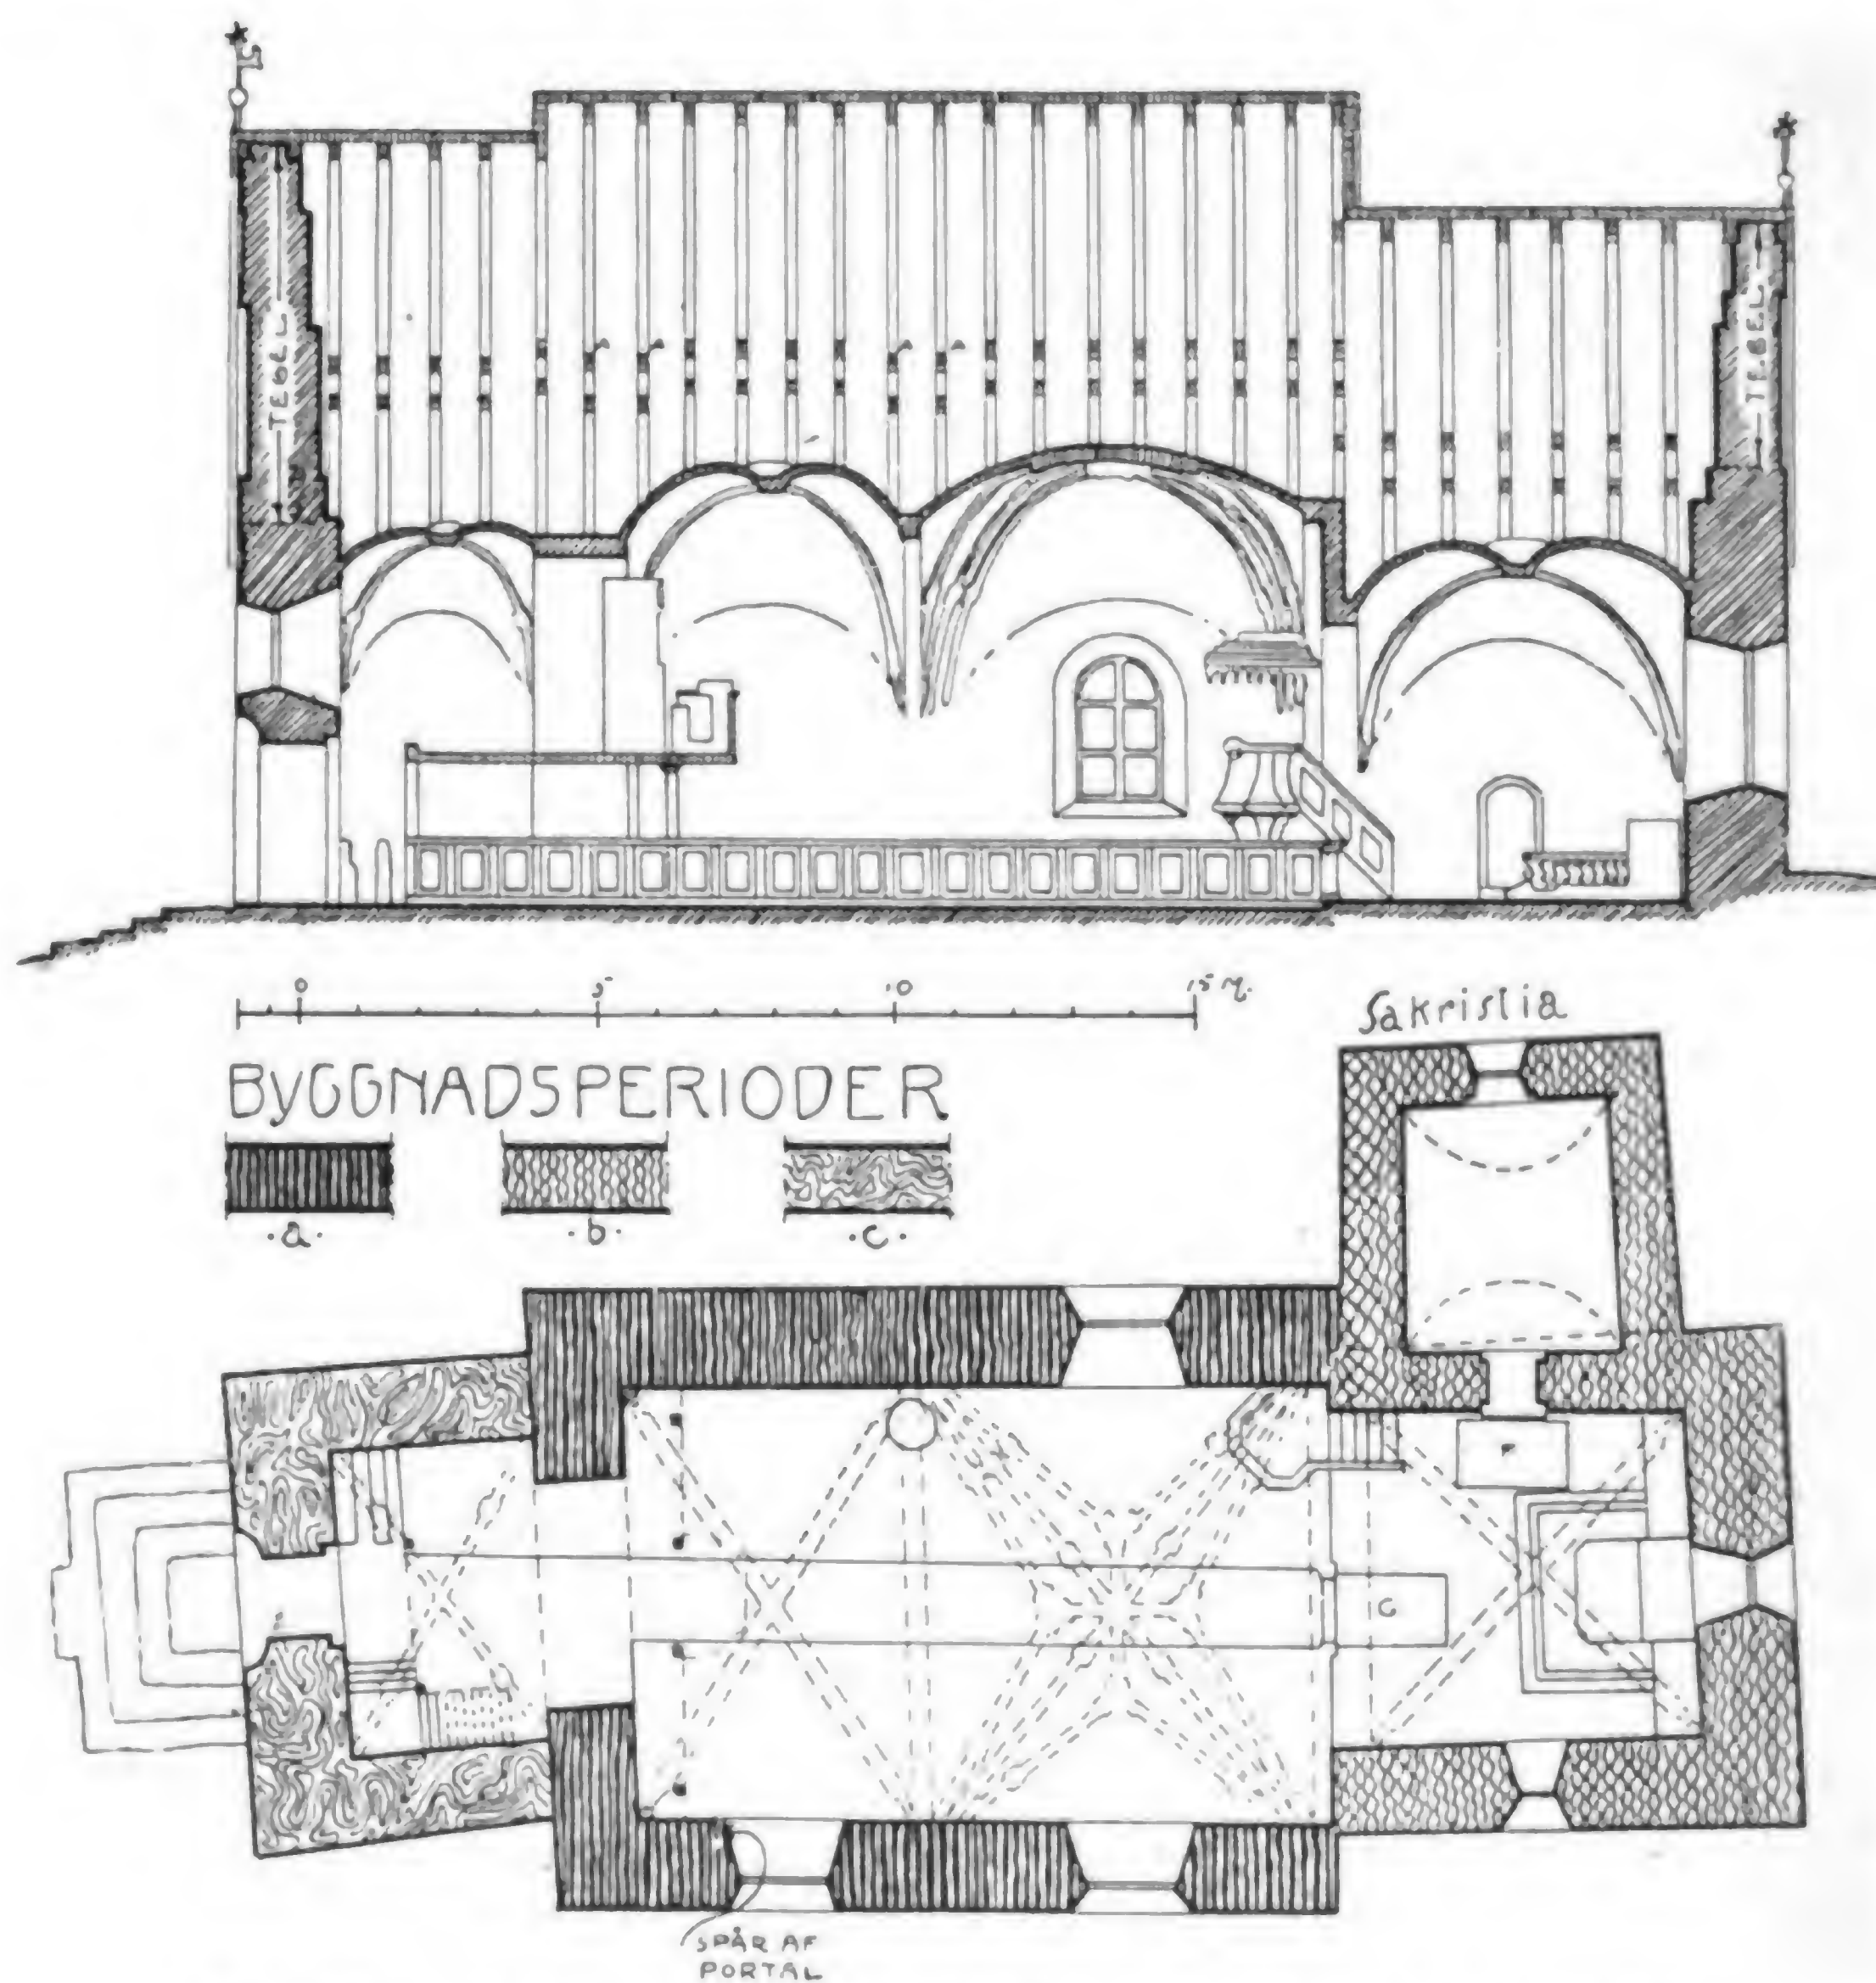 TEGEL
TEGEL
0 5 10 15 M.
Sakristia
BYGGNADSPERIODER
·a· ·b· ·c·
F
G
SPÅR AF
PORTAL